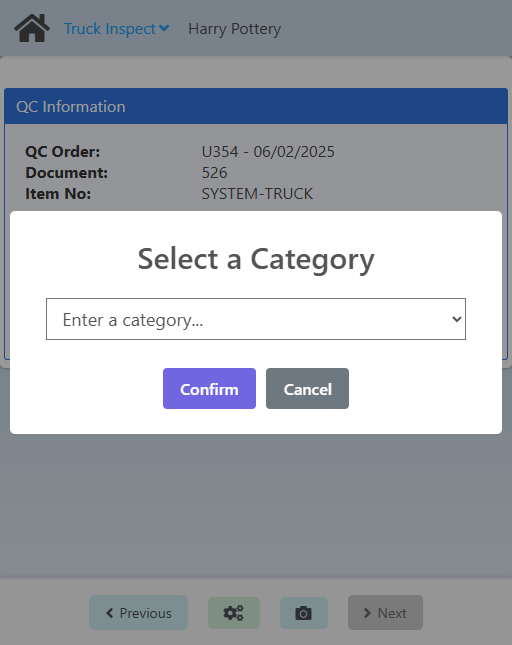 Truck Inspect Harry Pottery
QC Information
QC Order: U354 - 06/02/2025
Document: 526
Item No: SYSTEM-TRUCK
Select a Category
Enter a category...
Confirm Cancel
Previous Next